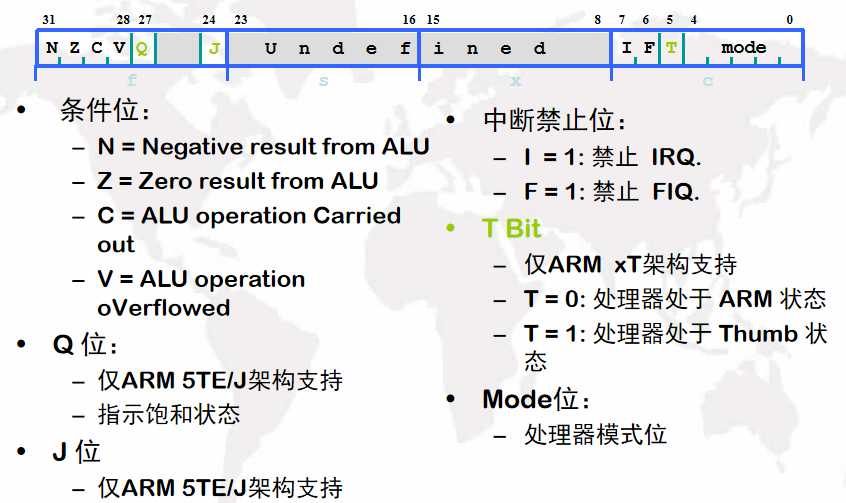 31 28 27 24 23 16 15 8 7 6 5 4 0
N Z C V Q J U n d e f i n e d I F T mode
f s x c
• 条件位：
– N = Negative result from ALU
– Z = Zero result from ALU
– C = ALU operation Carried
out
– V = ALU operation
oVerflowed
• Q 位：
– 仅ARM 5TE/J架构支持
– 指示饱和状态
• J 位
– 仅ARM 5TE/J架构支持
• 中断禁止位：
– I = 1: 禁止 IRQ.
– F = 1: 禁止 FIQ.
• T Bit
– 仅ARM xT架构支持
– T = 0: 处理器处于 ARM 状态
– T = 1: 处理器处于 Thumb 状
态
• Mode位：
– 处理器模式位